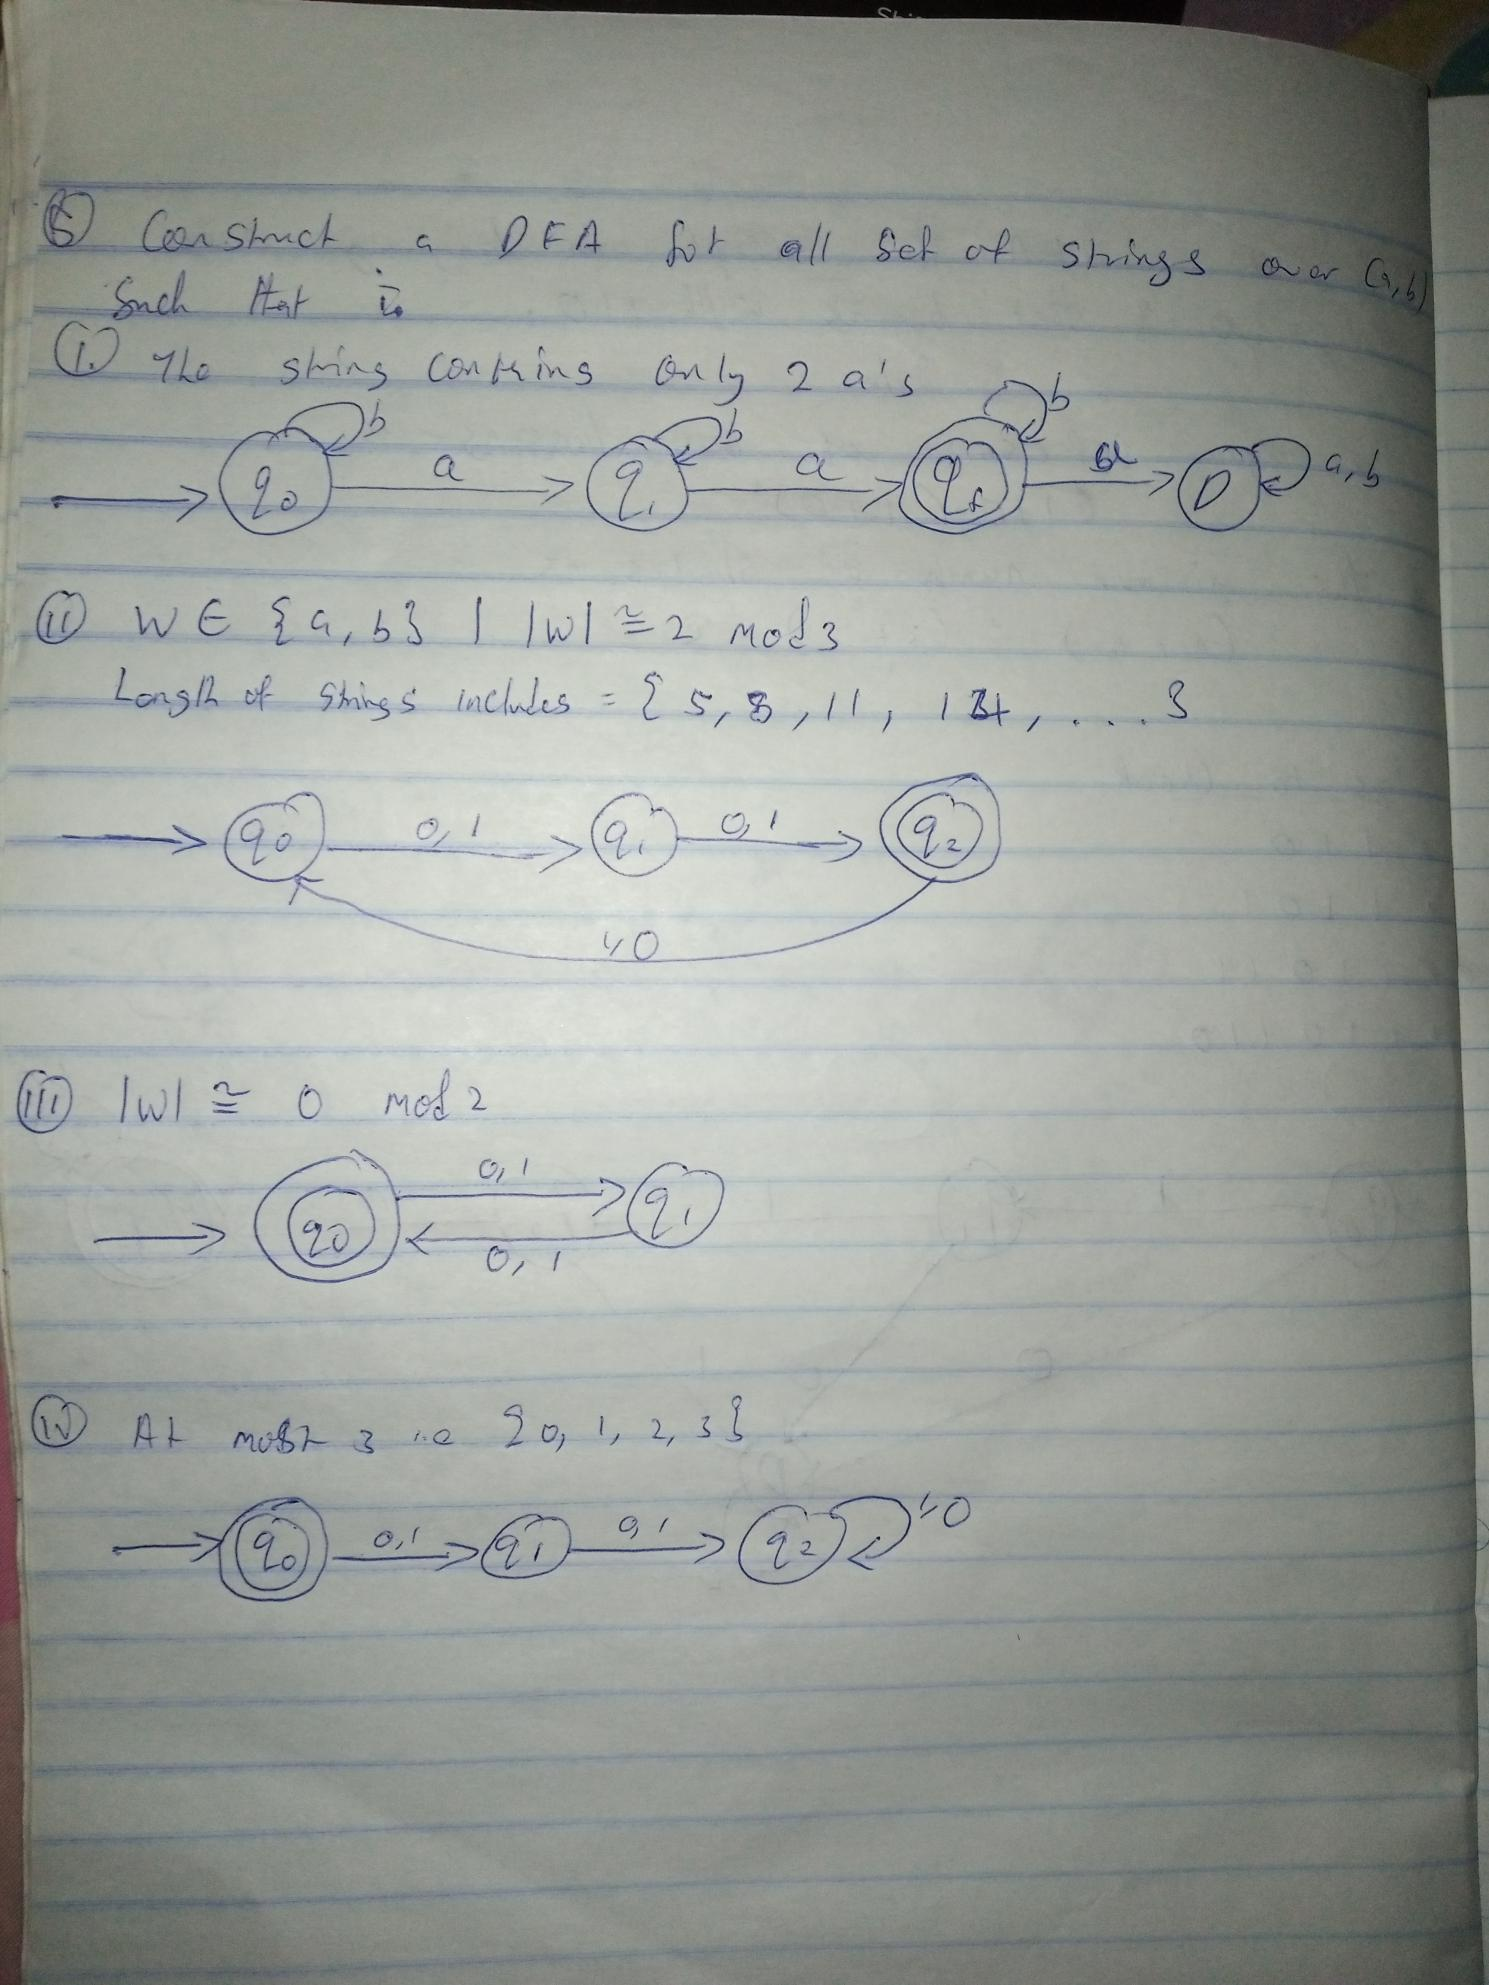 5 Construct a DFA for all Set of strings over (a,b)
Such that is
i. The string contains only 2 a's
b b b
q0 a q1 a qf a D a,b
ii W ∈ {a,b} | |W| ≅ 2 mod 3
Length of strings includes = {5, 8, 11, 14, ....}
q0 0,1 q1 0,1 q2
1,0
iii |W| ≅ 0 mod 2
0,1
q0 q1
0,1
iv At most 3 i.e {0, 1, 2, 3}
q0 0,1 q1 0,1 q2 1,0